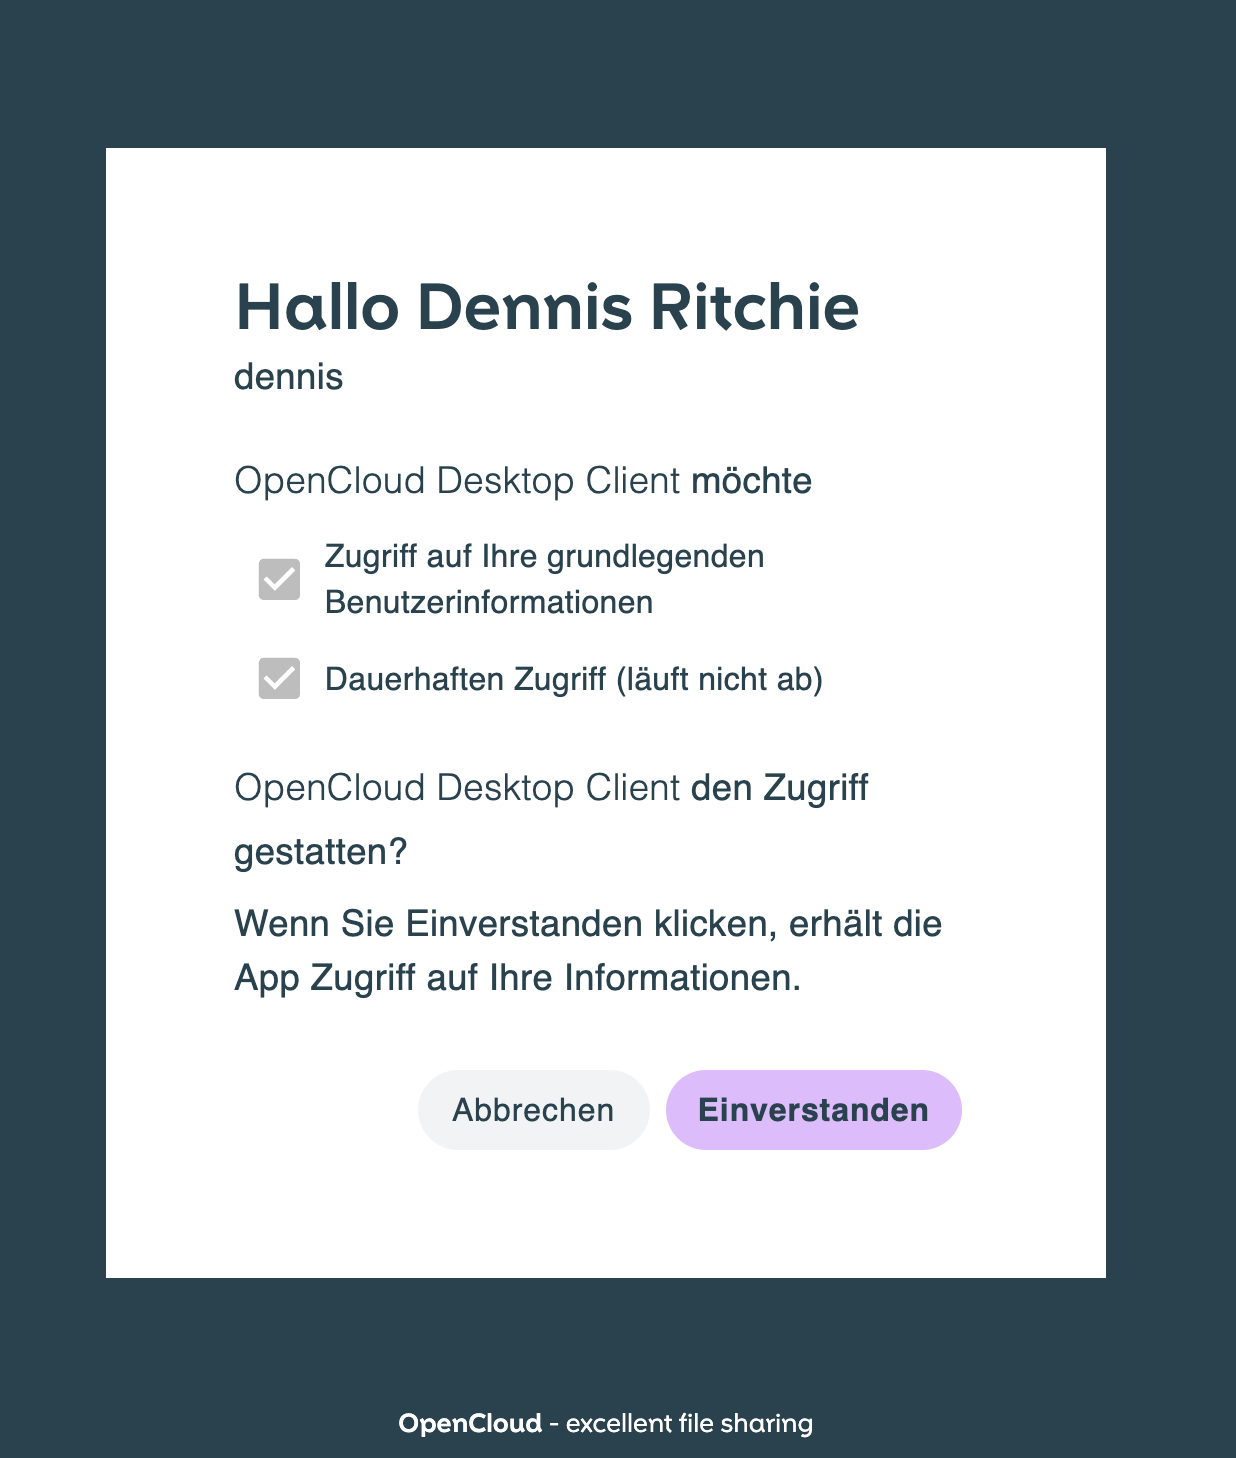 Hallo Dennis Ritchie
dennis
OpenCloud Desktop Client möchte
Zugriff auf Ihre grundlegenden
Benutzerinformationen
Dauerhaften Zugriff (läuft nicht ab)
OpenCloud Desktop Client den Zugriff
gestatten?
Wenn Sie Einverstanden klicken, erhält die
App Zugriff auf Ihre Informationen.
Abbrechen
Einverstanden
OpenCloud - excellent file sharing